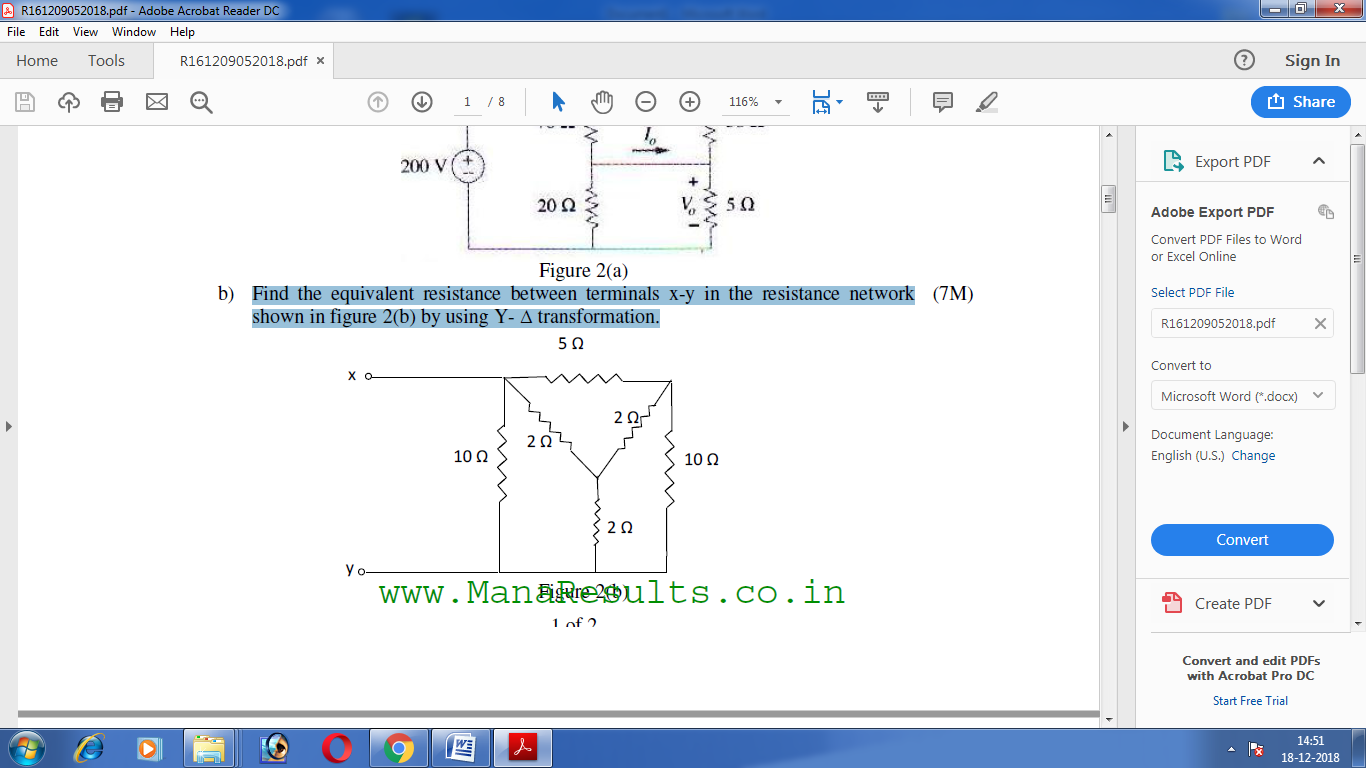 R161209052018.pdf - Adobe Acrobat Reader DC
File Edit View Window Help
Home Tools R161209052018.pdf × ? Sign In
1 / 8 116% Share
I₀
200 V + −
20 Ω + V₀ − 5 Ω
Figure 2(a)
b) Find the equivalent resistance between terminals x-y in the resistance network (7M)
shown in figure 2(b) by using Y- Δ transformation.
5 Ω
x
2 Ω
2 Ω
10 Ω
10 Ω
2 Ω
y
Figure 2(b)
www.ManaResults.co.in
1 of 2
Export PDF
Adobe Export PDF
Convert PDF Files to Word
or Excel Online
Select PDF File
R161209052018.pdf
Convert to
Microsoft Word (*.docx)
Document Language:
English (U.S.) Change
Convert
Create PDF
Convert and edit PDFs
with Acrobat Pro DC
Start Free Trial
14:51
18-12-2018